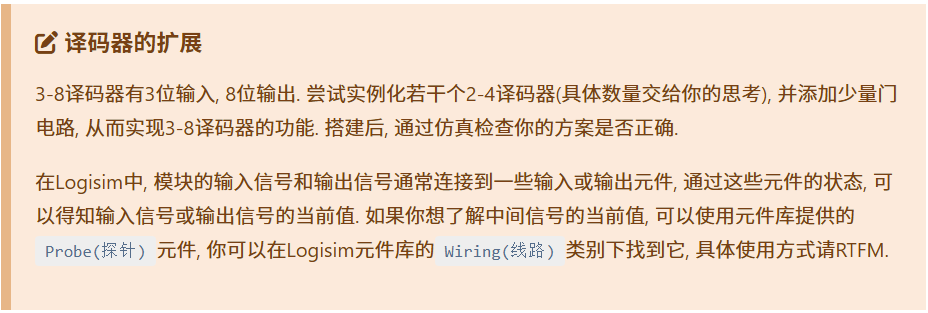 译码器的扩展
3-8译码器有3位输入, 8位输出. 尝试实例化若干个2-4译码器(具体数量交给你的思考), 并添加少量门
电路, 从而实现3-8译码器的功能. 搭建后, 通过仿真检查你的方案是否正确.
在Logisim中, 模块的输入信号和输出信号通常连接到一些输入或输出元件, 通过这些元件的状态, 可
以得知输入信号或输出信号的当前值. 如果你想了解中间信号的当前值, 可以使用元件库提供的
Probe(探针) 元件, 你可以在Logisim元件库的 Wiring(线路) 类别下找到它, 具体使用方式请RTFM.